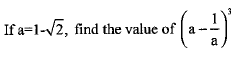 If a=1-√2, find the value of (a - 1/a)³